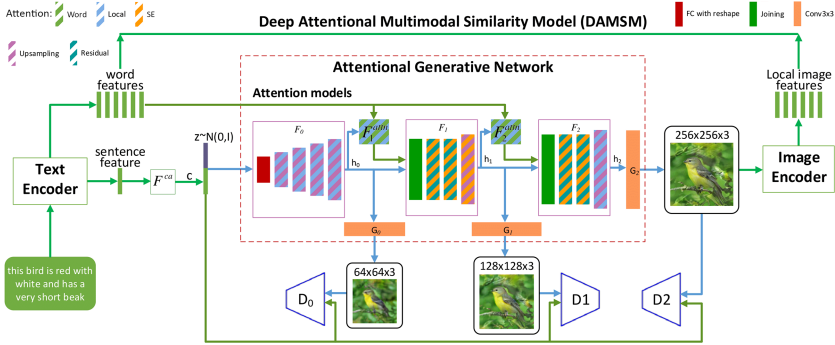 Attention:
Word
Local
SE
Deep Attentional Multimodal Similarity Model (DAMSM)
FC with reshape
Joining
Conv3x3
Upsampling
Residual
word
features
Attentional Generative Network
Local image
features
Attention models
z~N(0,I)
F₀
F₁ᵃᵗᵗⁿ
F₁
F₂ᵃᵗᵗⁿ
F₂
256x256x3
Text
Encoder
sentence
feature
Fᶜᵃ
c
h₀
h₁
h₂
G₂
Image
Encoder
G₀
G₁
this bird is red with
white and has a
very short beak
64x64x3
128x128x3
D₀
D1
D2